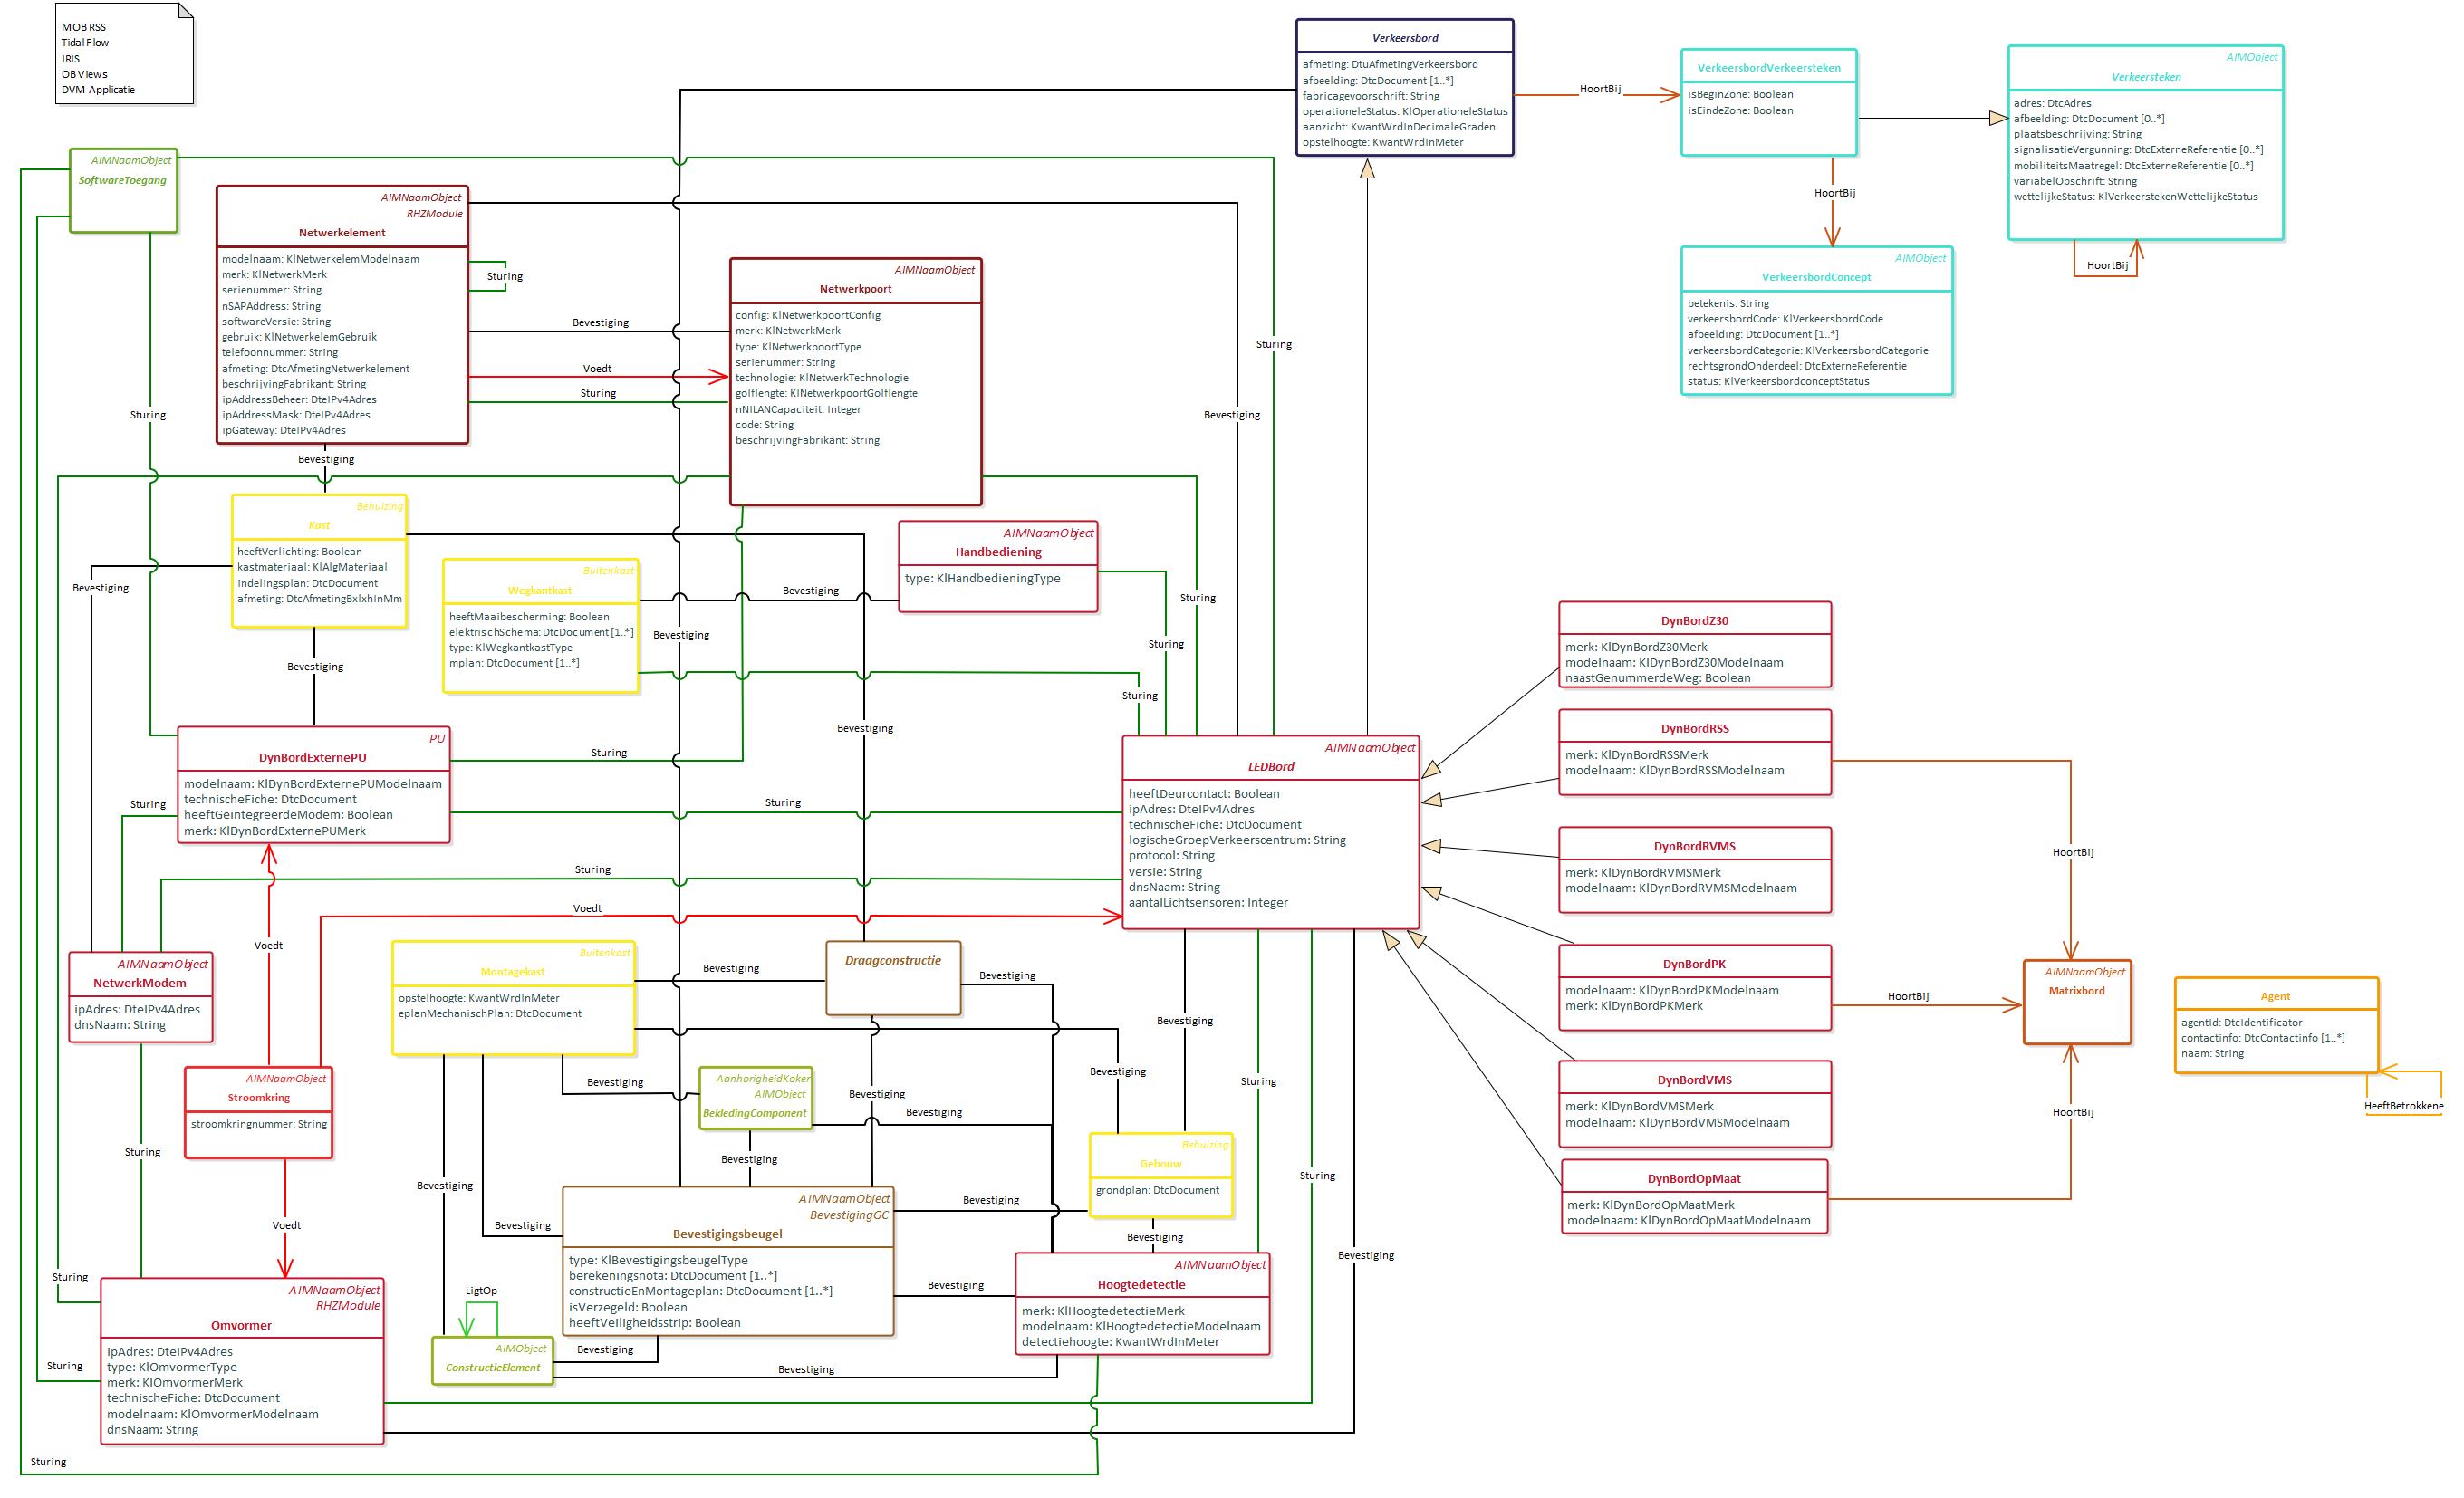 MOB RSS
Tidal Flow
IRIS
OB Views
DVM Applicatie
Verkeersbord
afmeting: DtuAfmetingVerkeersbord
afbeelding: DtcDocument [1..*]
fabricagevoorschrift: String
operationeleStatus: KlOperationeleStatus
aanzicht: KwantWrdInDecimaleGraden
opstelhoogte: KwantWrdInMeter
HoortBij
VerkeersbordVerkeersteken
isBeginZone: Boolean
isEindeZone: Boolean
AIMObject
Verkeersteken
adres: DtcAdres
afbeelding: DtcDocument [0..*]
plaatsbeschrijving: String
signalisatieVergunning: DtcExterneReferentie [0..*]
mobiliteitsMaatregel: DtcExterneReferentie [0..*]
variabelOpschrift: String
wettelijkeStatus: KlVerkeerstekenWettelijkeStatus
HoortBij
HoortBij
AIMObject
VerkeersbordConcept
betekenis: String
verkeersbordCode: KlVerkeersbordCode
afbeelding: DtcDocument [1..*]
verkeersbordCategorie: KlVerkeersbordCategorie
rechtsgrondOnderdeel: DtcExterneReferentie
status: KlVerkeersbordconceptStatus
AIMNaamObject
SoftwareToegang
AIMNaamObject
RHZModule
Netwerkelement
modelnaam: KlNetwerkelemModelnaam
merk: KlNetwerkMerk
serienummer: String
nSAPAddress: String
softwareVersie: String
gebruik: KlNetwerkelemGebruik
telefoonnummer: String
afmeting: DtcAfmetingNetwerkelement
beschrijvingFabrikant: String
ipAddressBeheer: DteIPv4Adres
ipAddressMask: DteIPv4Adres
ipGateway: DteIPv4Adres
Sturing
Bevestiging
Voedt
Sturing
AIMNaamObject
Netwerkpoort
config: KlNetwerkpoortConfig
merk: KlNetwerkMerk
type: KlNetwerkpoortType
serienummer: String
technologie: KlNetwerkTechnologie
golflengte: KlNetwerkpoortGolflengte
nNILANCapaciteit: Integer
code: String
beschrijvingFabrikant: String
Sturing
Bevestiging
Sturing
Bevestiging
Behuizing
Kast
heeftVerlichting: Boolean
kastmateriaal: KlAlgMateriaal
indelingsplan: DtcDocument
afmeting: DtcAfmetingBxlxhInMm
Bevestiging
Buitenkast
Wegkantkast
heeftMaaibescherming: Boolean
elektrischSchema: DtcDocument [1..*]
type: KlWegkantkastType
mplan: DtcDocument [1..*]
Bevestiging
Bevestiging
AIMNaamObject
Handbediening
type: KlHandbedieningType
Sturing
Sturing
Sturing
Bevestiging
Bevestiging
PU
DynBordExternePU
modelnaam: KlDynBordExternePUModelnaam
technischeFiche: DtcDocument
heeftGeintegreerdeModem: Boolean
merk: KlDynBordExternePUMerk
Sturing
Sturing
Sturing
Sturing
Voedt
AIMNaamObject
LEDBord
heeftDeurcontact: Boolean
ipAdres: DteIPv4Adres
technischeFiche: DtcDocument
logischeGroepVerkeerscentrum: String
protocol: String
versie: String
dnsNaam: String
aantalLichtsensoren: Integer
DynBordZ30
merk: KlDynBordZ30Merk
modelnaam: KlDynBordZ30Modelnaam
naastGenummerdeWeg: Boolean
DynBordRSS
merk: KlDynBordRSSMerk
modelnaam: KlDynBordRSSModelnaam
DynBordRVMS
merk: KlDynBordRVMSMerk
modelnaam: KlDynBordRVMSModelnaam
DynBordPK
modelnaam: KlDynBordPKModelnaam
merk: KlDynBordPKMerk
DynBordVMS
merk: KlDynBordVMSMerk
modelnaam: KlDynBordVMSModelnaam
DynBordOpMaat
merk: KlDynBordOpMaatMerk
modelnaam: KlDynBordOpMaatModelnaam
HoortBij
HoortBij
HoortBij
AIMNaamObject
Matrixbord
Agent
agentId: DtcIdentificator
contactinfo: DtcContactinfo [1..*]
naam: String
HeeftBetrokkene
AIMNaamObject
NetwerkModem
ipAdres: DteIPv4Adres
dnsNaam: String
Voedt
AIMNaamObject
Stroomkring
stroomkringnummer: String
Sturing
Voedt
Buitenkast
Montagekast
opstelhoogte: KwantWrdInMeter
eplanMechanischPlan: DtcDocument
Bevestiging
Draagconstructie
Bevestiging
Bevestiging
Bevestiging
Bevestiging
AanhorigheidKoker
AIMObject
BekledingComponent
Bevestiging
Bevestiging
Bevestiging
Sturing
Behuizing
Gebouw
grondplan: DtcDocument
Bevestiging
Bevestiging
Bevestiging
AIMNaamObject
BevestigingGC
Bevestigingsbeugel
type: KlBevestigingsbeugelType
berekeningsnota: DtcDocument [1..*]
constructieEnMontageplan: DtcDocument [1..*]
isVerzegeld: Boolean
heeftVeiligheidsstrip: Boolean
Bevestiging
Bevestiging
Sturing
Bevestiging
AIMNaamObject
Hoogtedetectie
merk: KlHoogtedetectieMerk
modelnaam: KlHoogtedetectieModelnaam
detectiehoogte: KwantWrdInMeter
LigtOp
AIMObject
ConstructieElement
Bevestiging
Bevestiging
Sturing
AIMNaamObject
RHZModule
Omvormer
ipAdres: DteIPv4Adres
type: KlOmvormerType
merk: KlOmvormerMerk
technischeFiche: DtcDocument
modelnaam: KlOmvormerModelnaam
dnsNaam: String
Sturing
Sturing